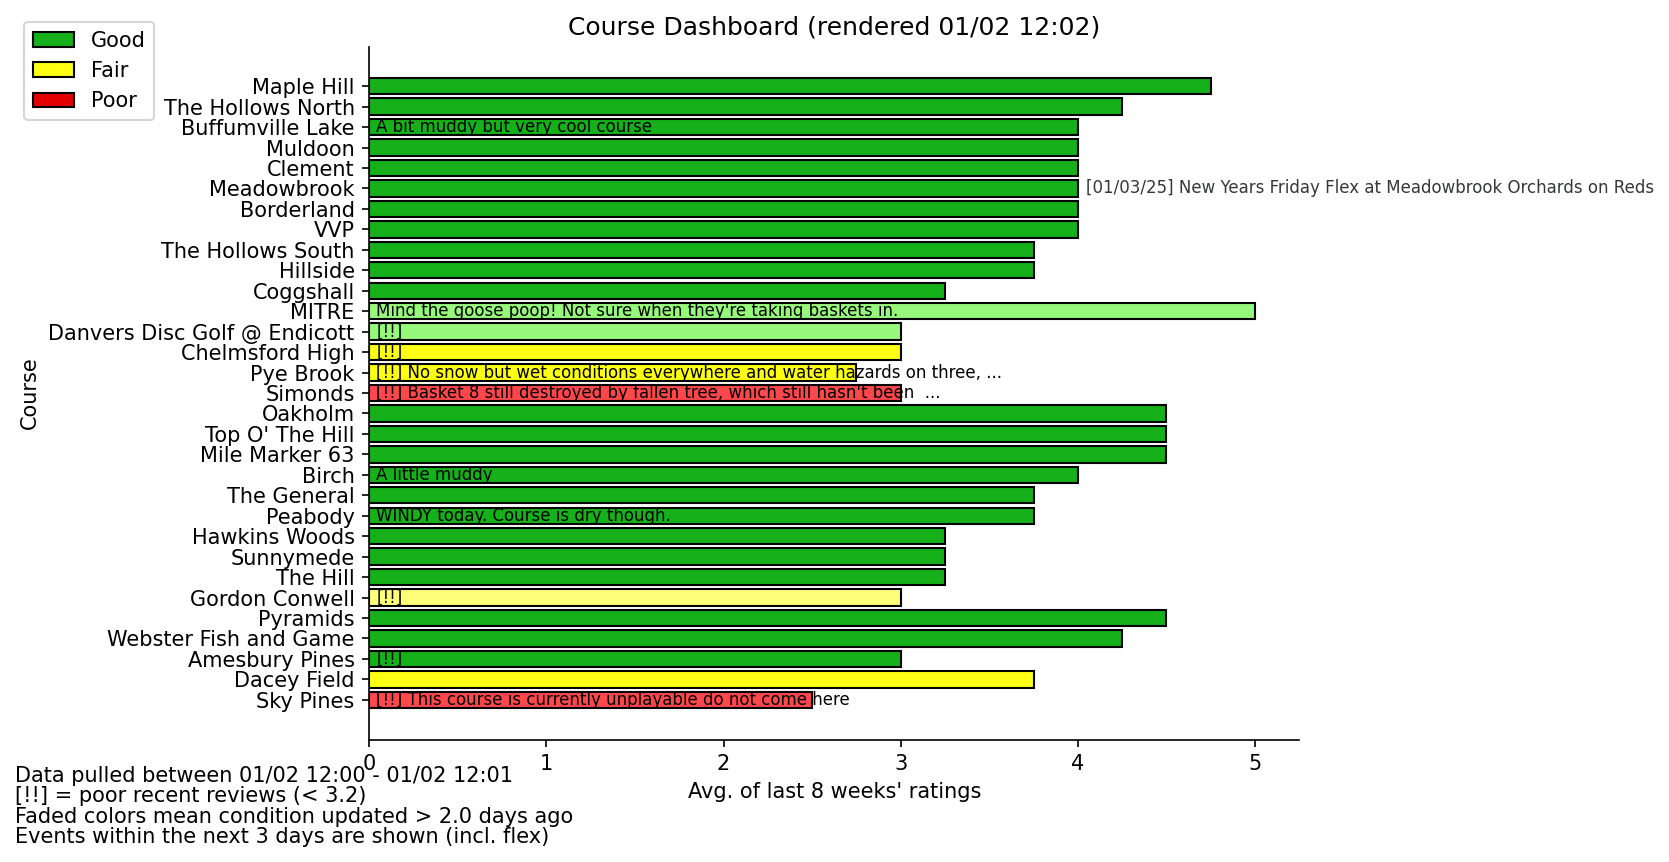 Course Dashboard (rendered 01/02 12:02)
Good
Fair
Poor
Course
Maple Hill
The Hollows North
Buffumville Lake A bit muddy but very cool course
Muldoon
Clement
Meadowbrook [01/03/25] New Years Friday Flex at Meadowbrook Orchards on Reds
Borderland
VVP
The Hollows South
Hillside
Coggshall
MITRE Mind the goose poop! Not sure when they're taking baskets in.
Danvers Disc Golf @ Endicott [!!]
Chelmsford High [!!]
Pye Brook [!!] No snow but wet conditions everywhere and water hazards on three, ...
Simonds [!!] Basket 8 still destroyed by fallen tree, which still hasn't been ...
Oakholm
Top O' The Hill
Mile Marker 63
Birch A little muddy
The General
Peabody WINDY today. Course is dry though.
Hawkins Woods
Sunnymede
The Hill
Gordon Conwell [!!]
Pyramids
Webster Fish and Game
Amesbury Pines [!!]
Dacey Field
Sky Pines [!!] This course is currently unplayable do not come here
0 1 2 3 4 5
Avg. of last 8 weeks' ratings
Data pulled between 01/02 12:00 - 01/02 12:01
[!!] = poor recent reviews (< 3.2)
Faded colors mean condition updated > 2.0 days ago
Events within the next 3 days are shown (incl. flex)